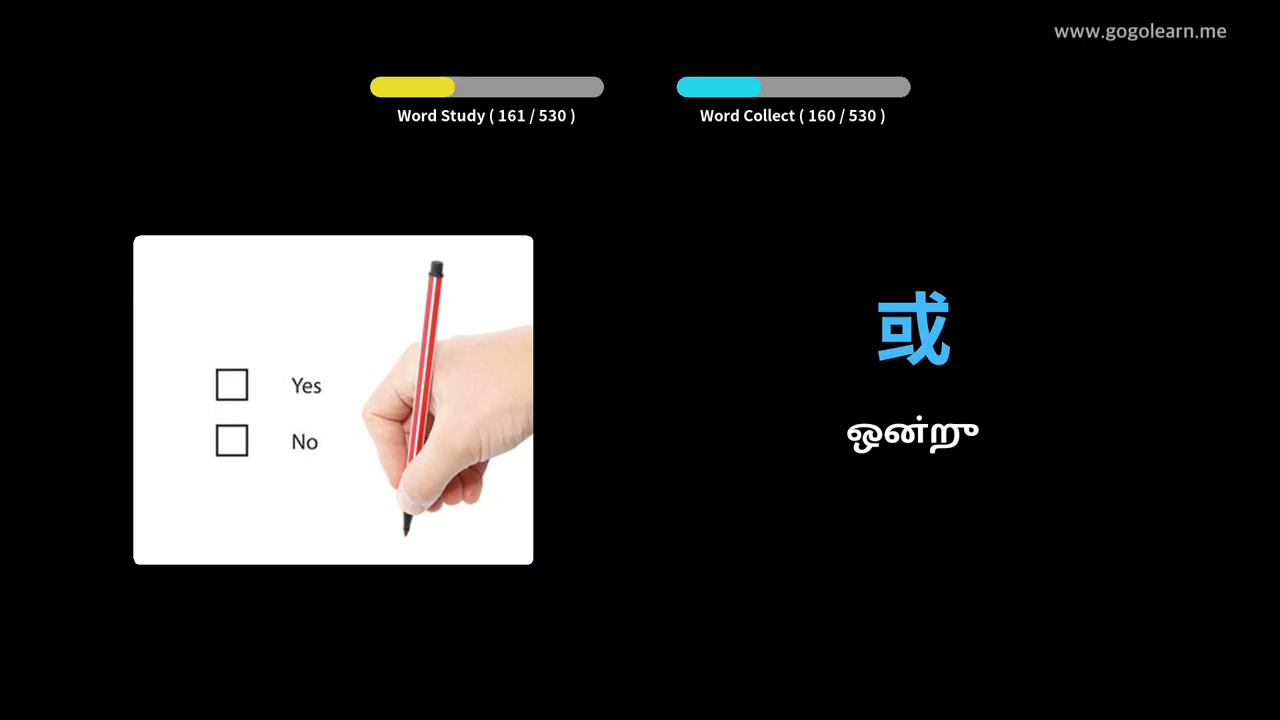 www.gogolearn.me
Word Study ( 161 / 530 )
Word Collect ( 160 / 530 )
Yes
No
或
ஒன்று